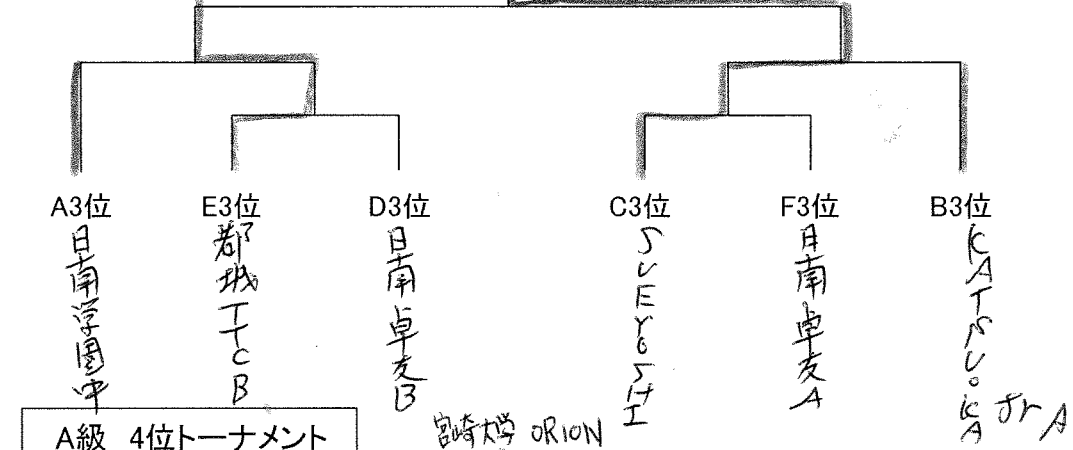 A3位 E3位 D3位 C3位 F3位 B3位
日南学園中
都城TTCB
日南卓友B
SUEYOSHI
日南卓友A
KATSUoKA Jr A
A級 4位トーナメント
宮崎大学 ORION